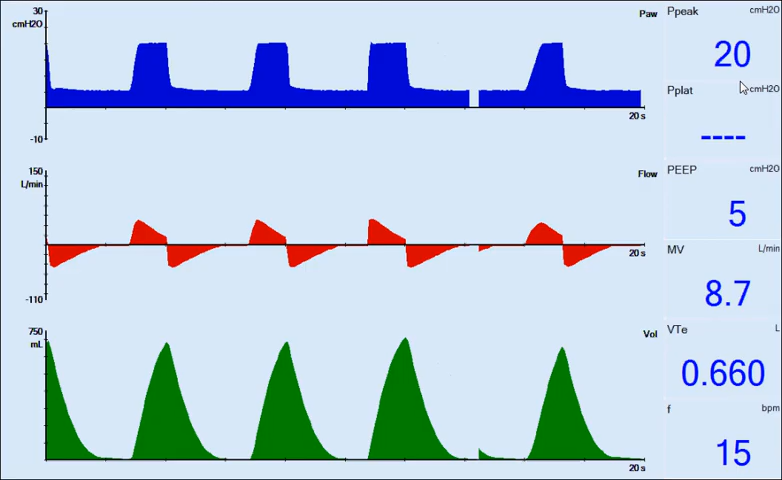 30
cmH2O
Paw
20 s
-10
150
L/min
Flow
20 s
-110
750
mL
Vol
20 s
Ppeak cmH2O
20
Pplat cmH2O
----
PEEP cmH2O
5
MV L/min
8.7
VTe L
0.660
f bpm
15